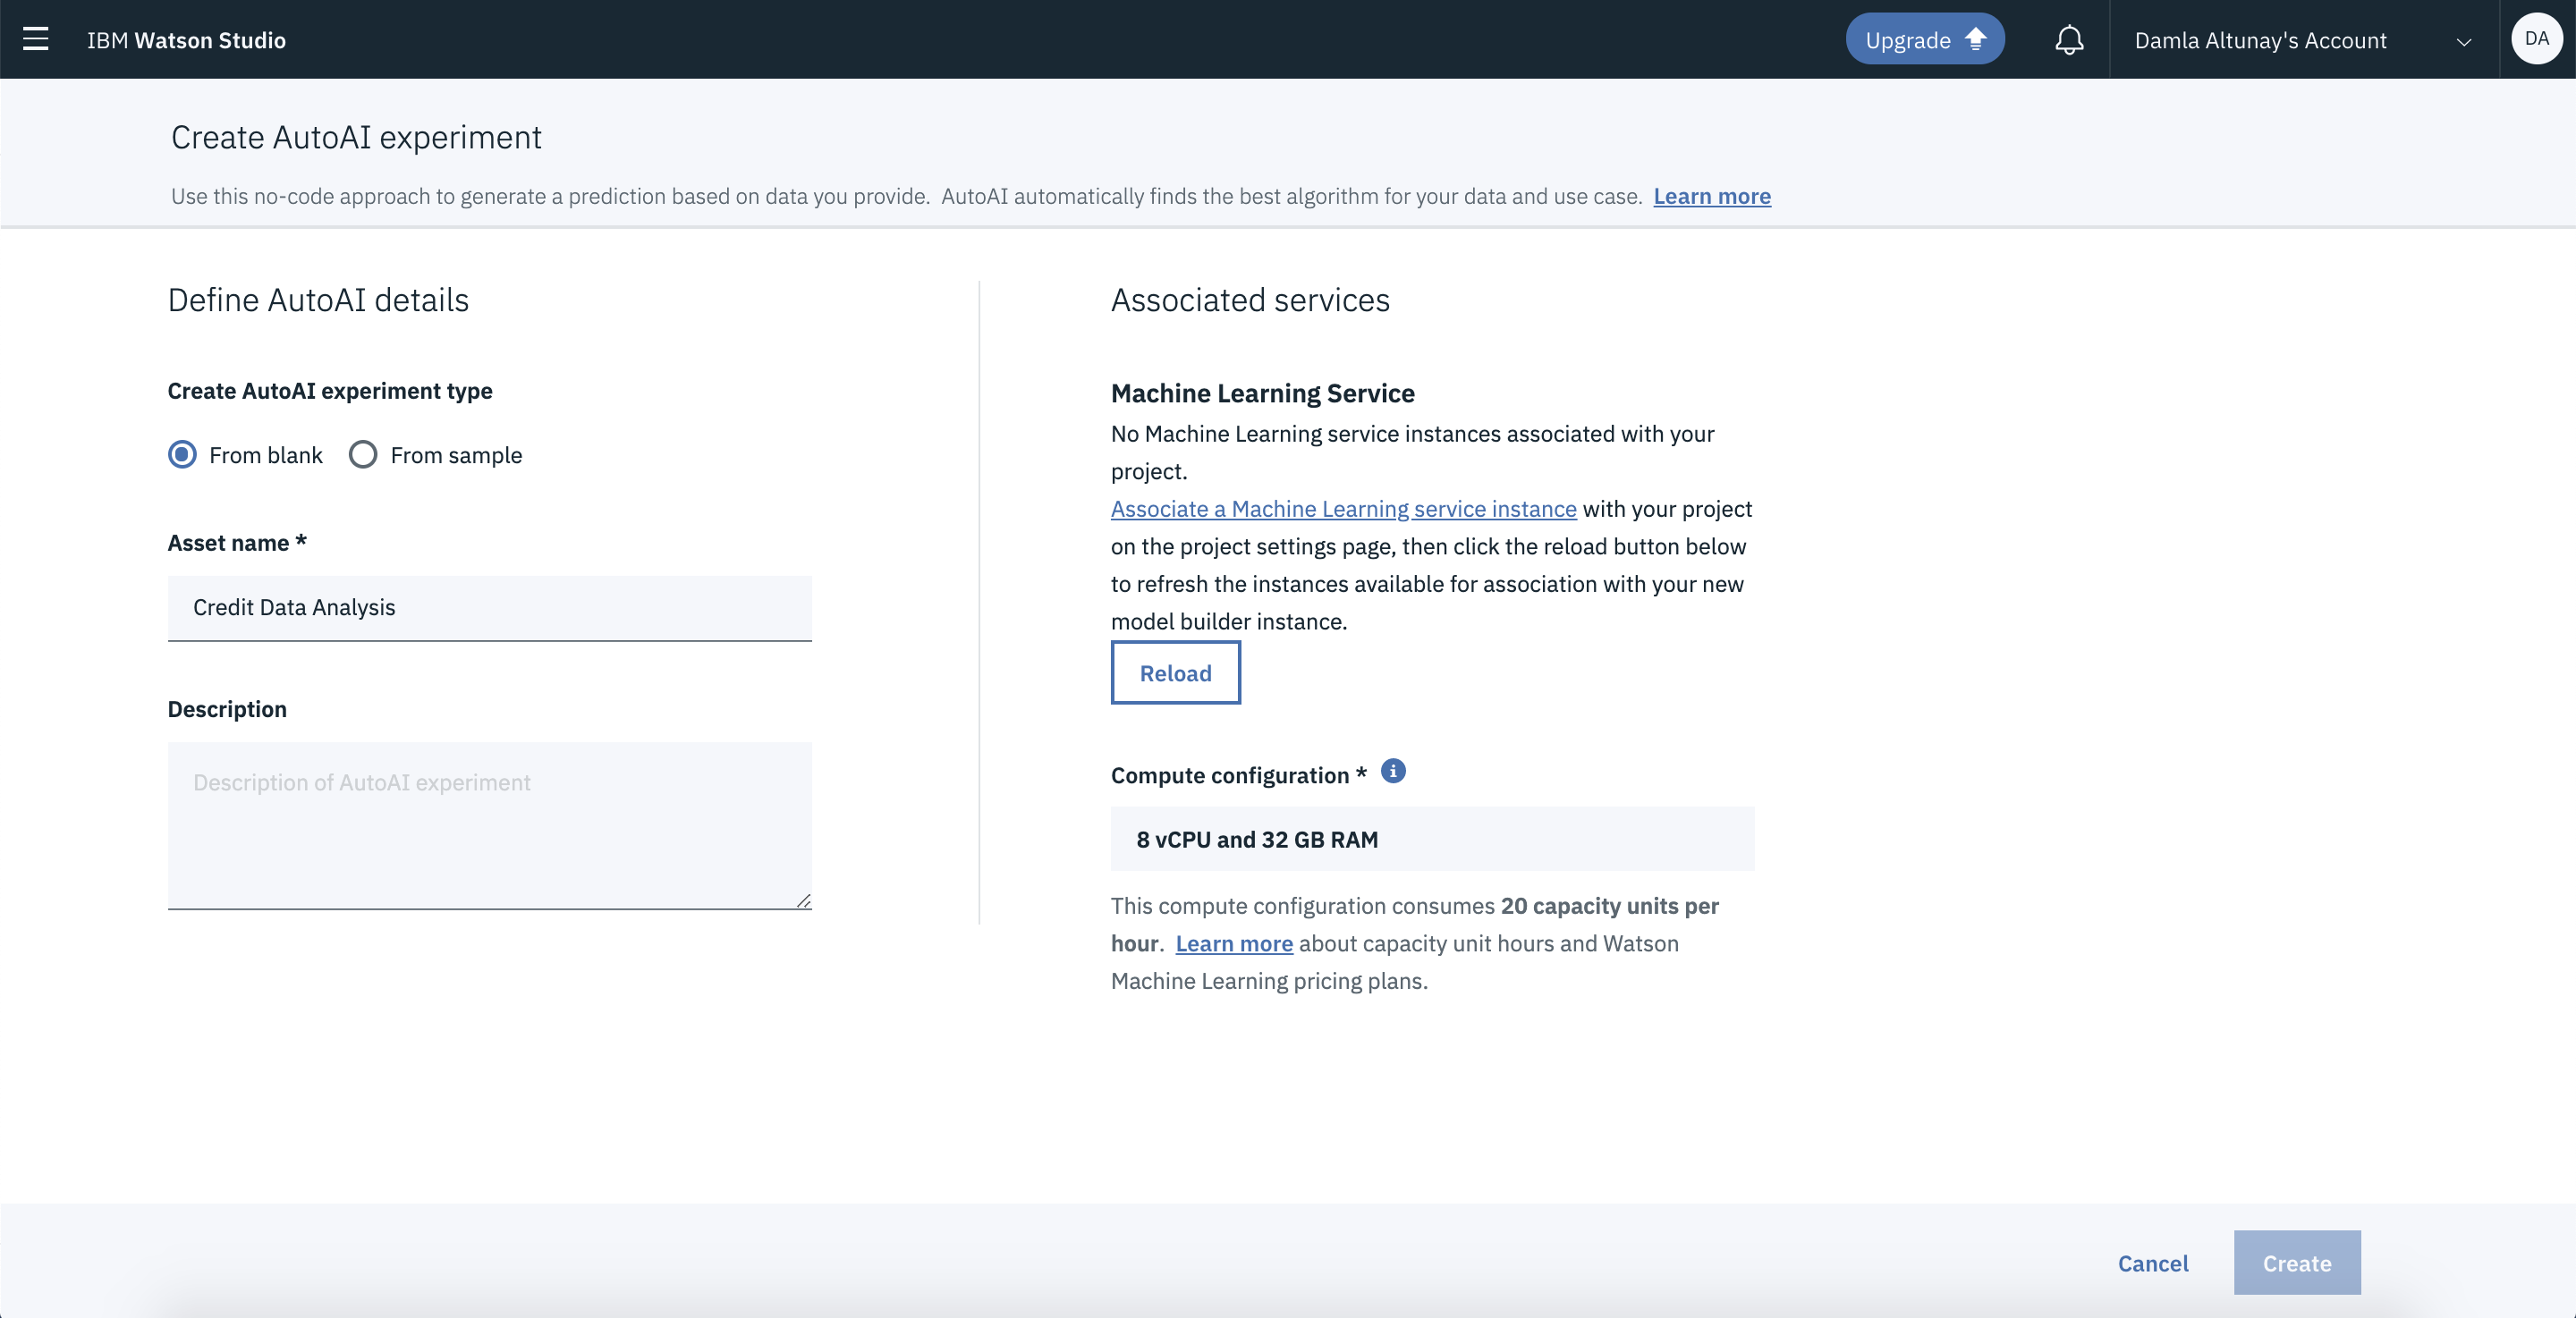 IBM Watson Studio
Upgrade
Damla Altunay's Account
DA
Create AutoAI experiment
Use this no-code approach to generate a prediction based on data you provide. AutoAI automatically finds the best algorithm for your data and use case. Learn more
Define AutoAI details
Create AutoAI experiment type
From blank
From sample
Asset name *
Credit Data Analysis
Description
Description of AutoAI experiment
Associated services
Machine Learning Service
No Machine Learning service instances associated with your
project.
Associate a Machine Learning service instance with your project
on the project settings page, then click the reload button below
to refresh the instances available for association with your new
model builder instance.
Reload
Compute configuration *
8 vCPU and 32 GB RAM
This compute configuration consumes 20 capacity units per
hour. Learn more about capacity unit hours and Watson
Machine Learning pricing plans.
Cancel
Create